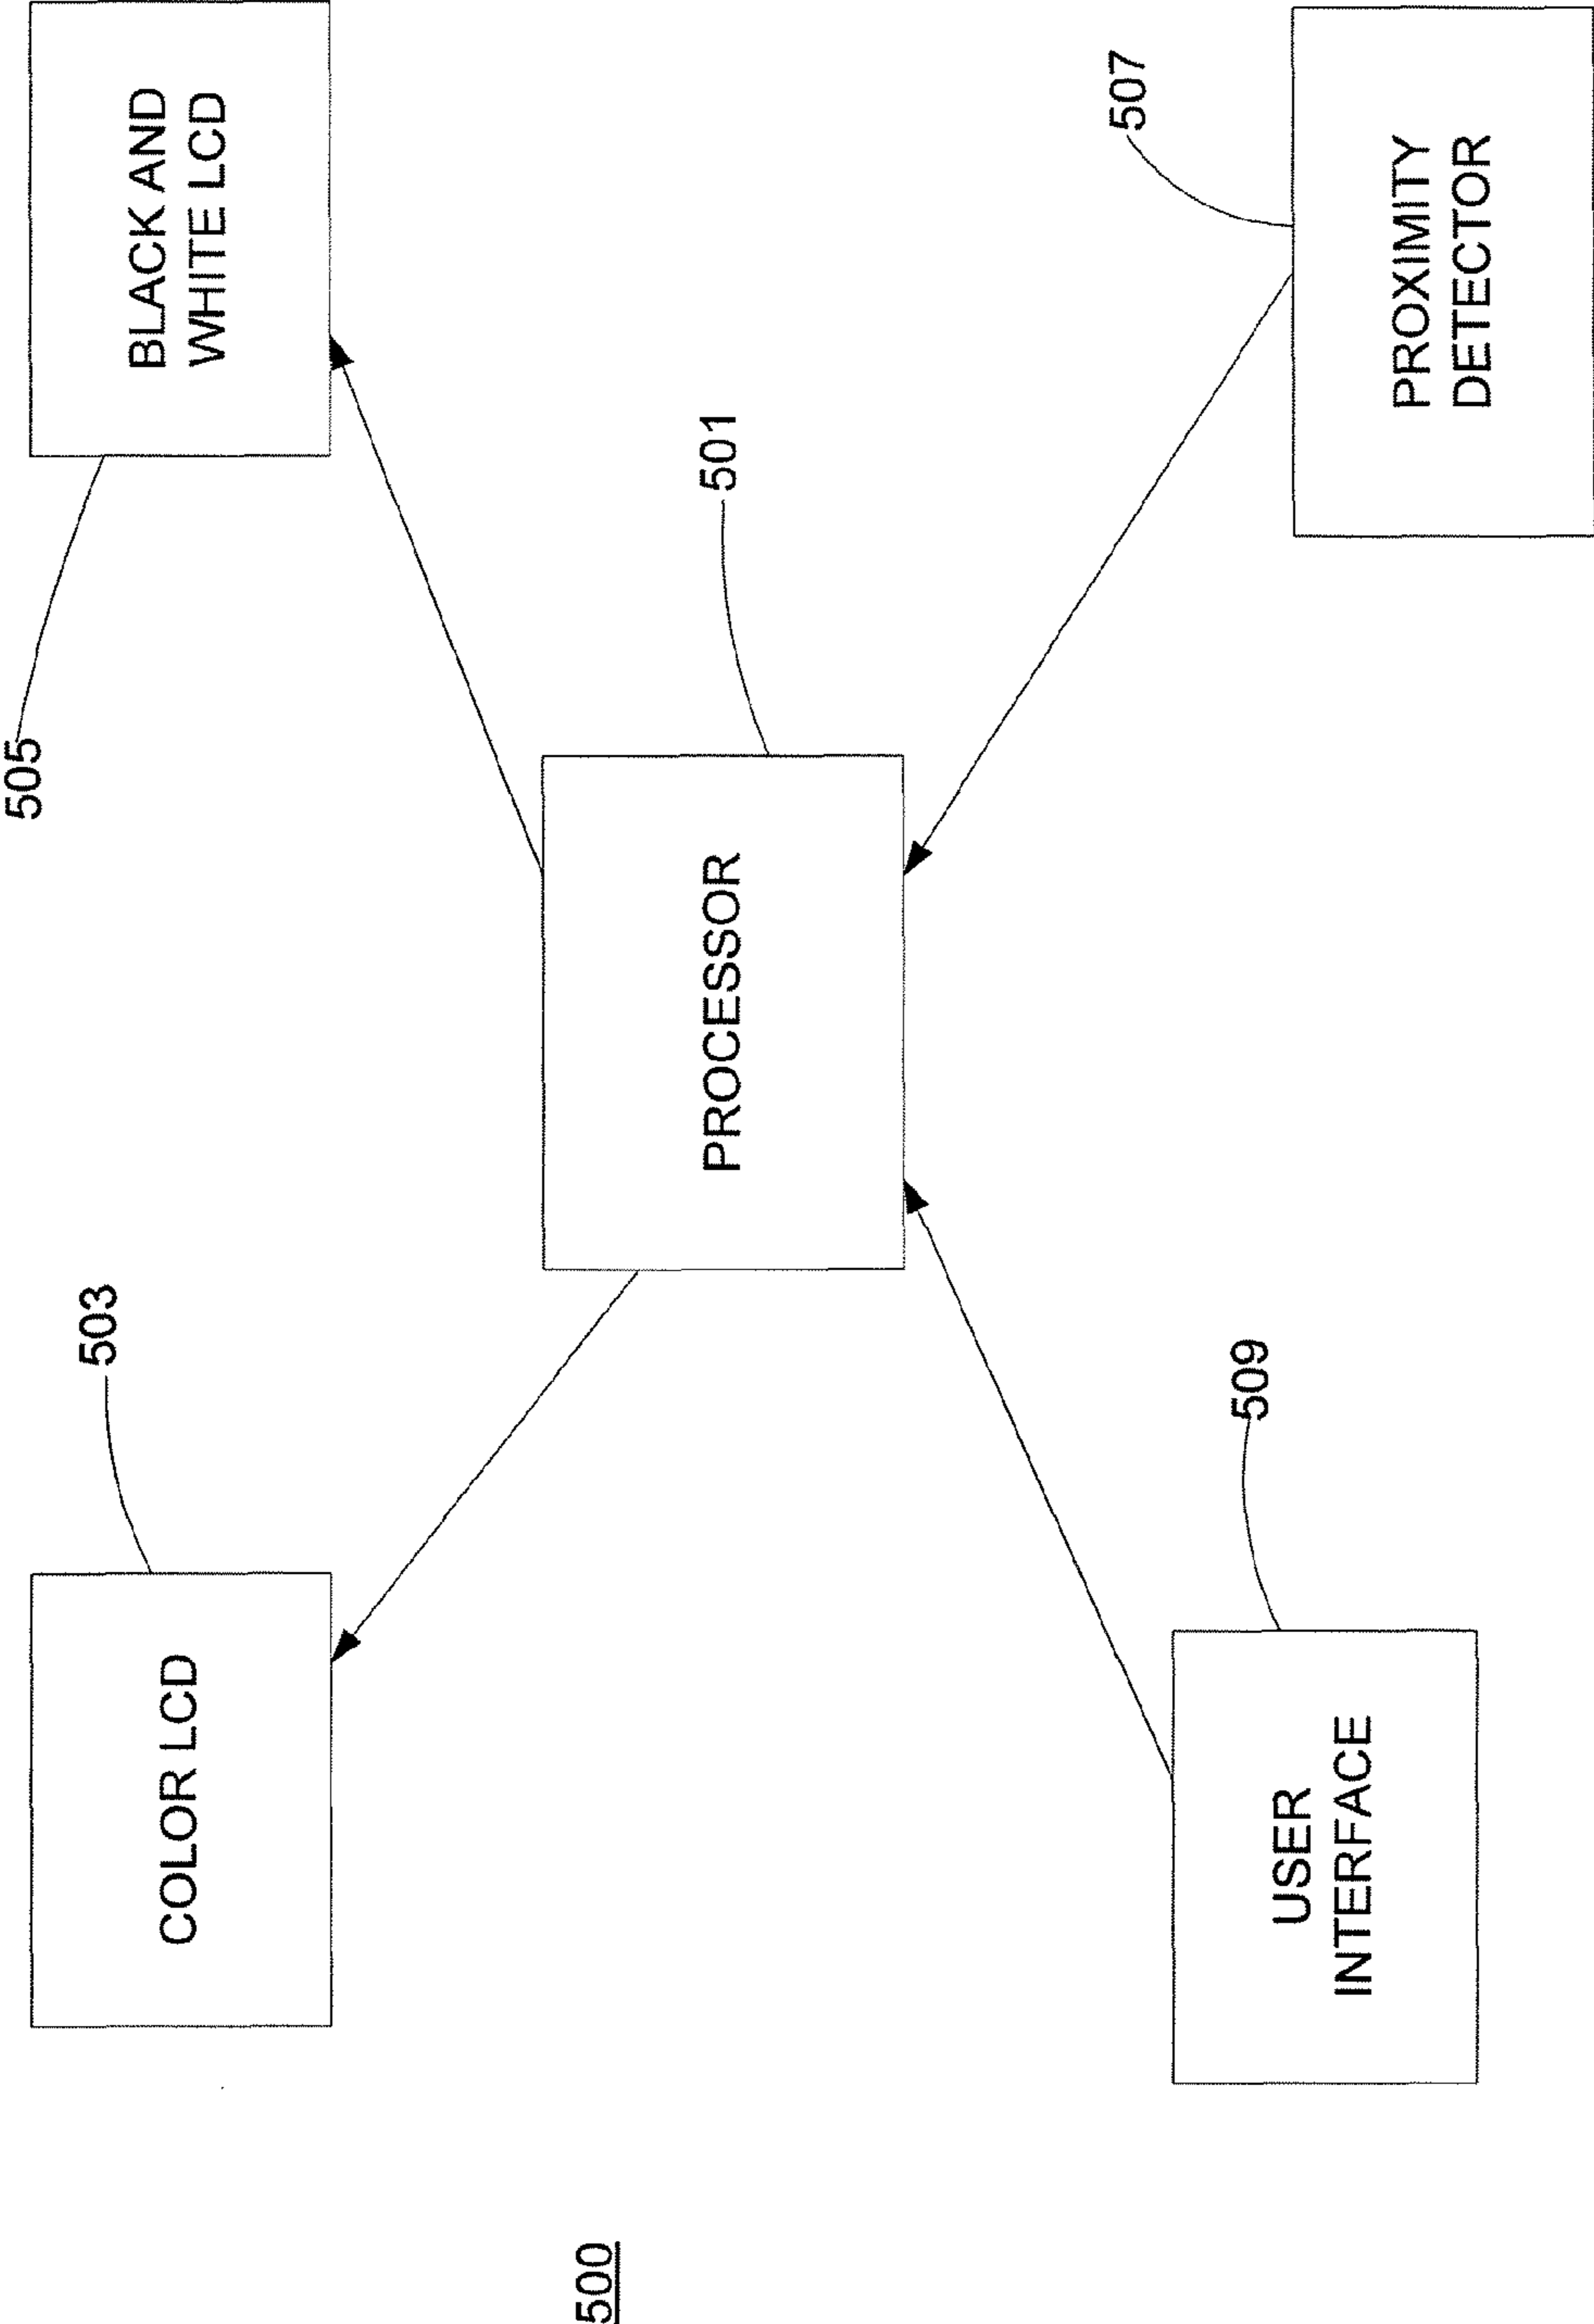 503
COLOR LCD
505
BLACK AND
WHITE LCD
500
501
PROCESSOR
509
USER
INTERFACE
507
PROXIMITY
DETECTOR